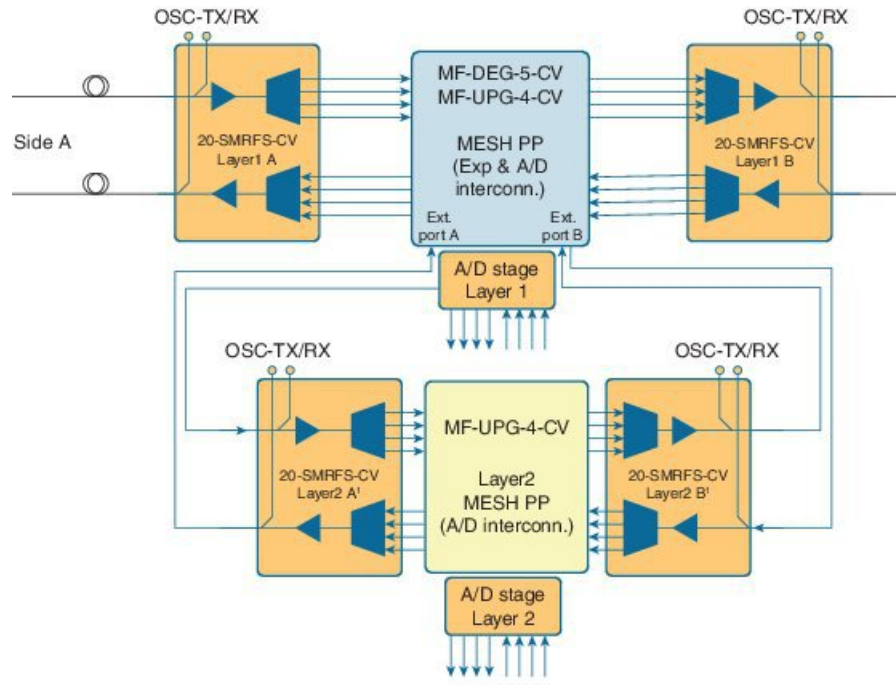 OSC-TX/RX
OSC-TX/RX
MF-DEG-5-CV
MF-UPG-4-CV
Side A
20-SMRFS-CV
Layer1 A
MESH PP
(Exp & A/D
interconn.)
20-SMRFS-CV
Layer1 B
Ext.
port A
Ext.
port B
A/D stage
Layer 1
OSC-TX/RX
OSC-TX/RX
MF-UPG-4-CV
20-SMRFS-CV
Layer2 A'
Layer2
MESH PP
(A/D interconn.)
20-SMRFS-CV
Layer2 B'
A/D stage
Layer 2